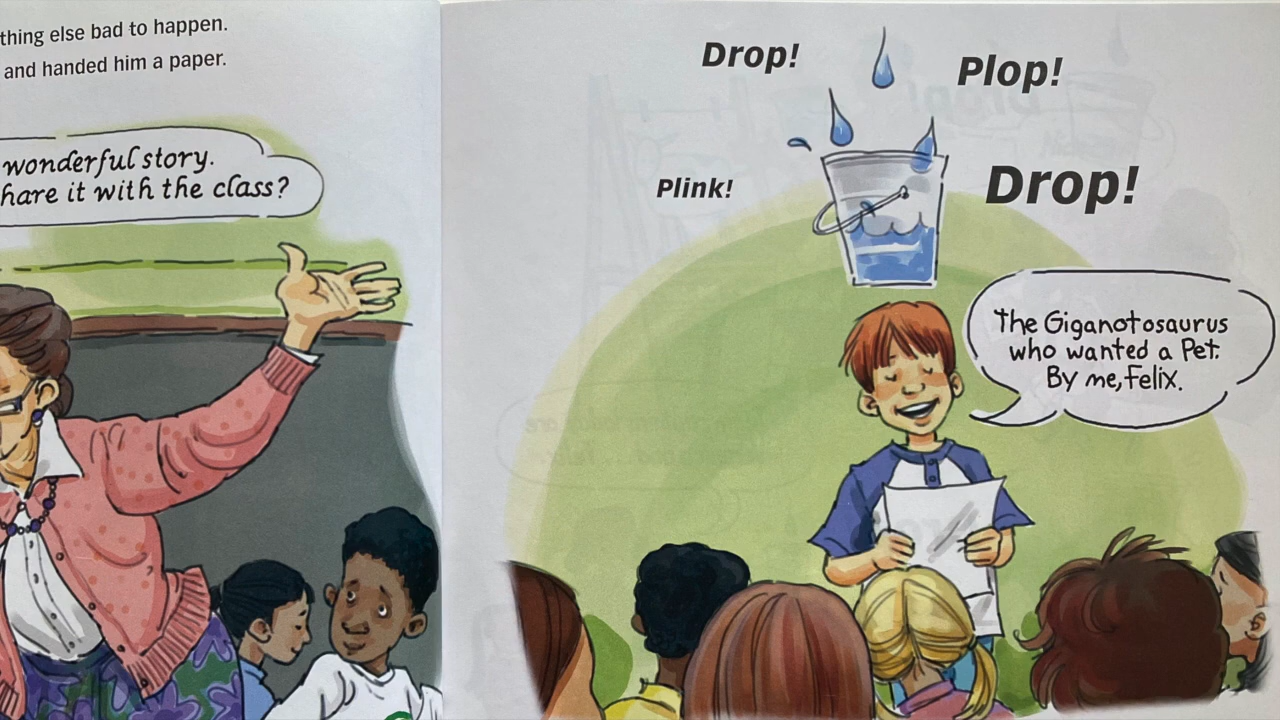 thing else bad to happen.
and handed him a paper.
wonderful story.
hare it with the class?
Drop!
Plop!
Plink!
Drop!
The Giganotosaurus
who wanted a Pet.
By me, Felix.